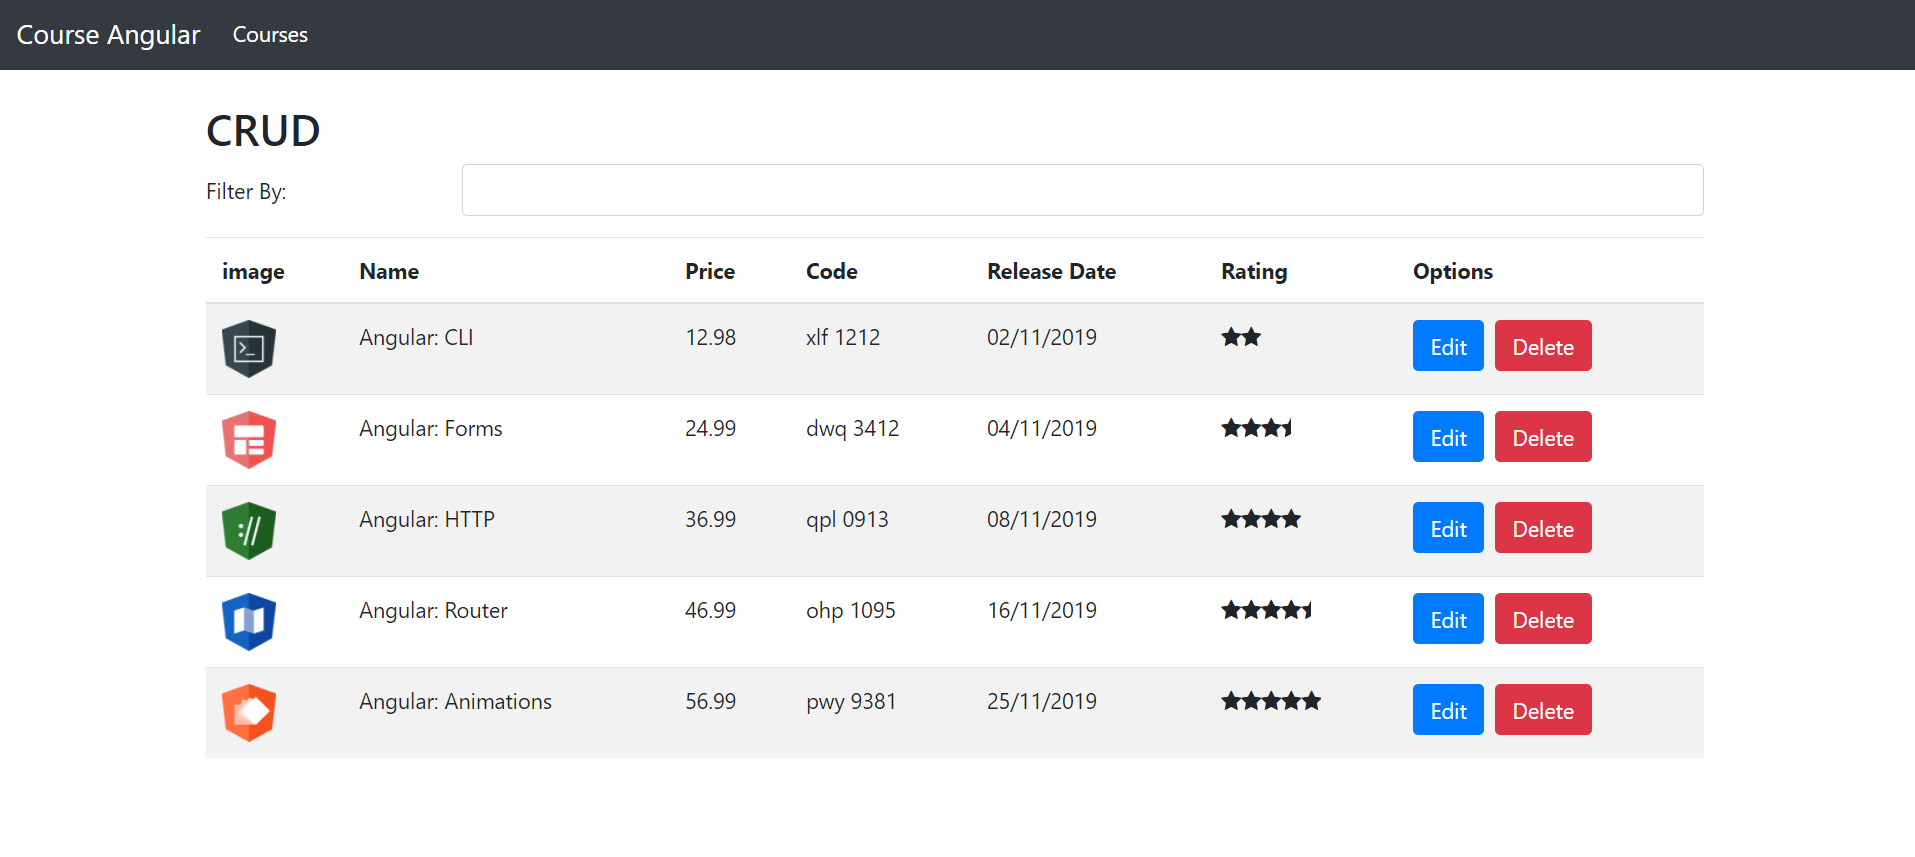 Course Angular Courses
CRUD
Filter By:
image Name Price Code Release Date Rating Options
Angular: CLI 12.98 xlf 1212 02/11/2019 Edit Delete
Angular: Forms 24.99 dwq 3412 04/11/2019 Edit Delete
Angular: HTTP 36.99 qpl 0913 08/11/2019 Edit Delete
Angular: Router 46.99 ohp 1095 16/11/2019 Edit Delete
Angular: Animations 56.99 pwy 9381 25/11/2019 Edit Delete